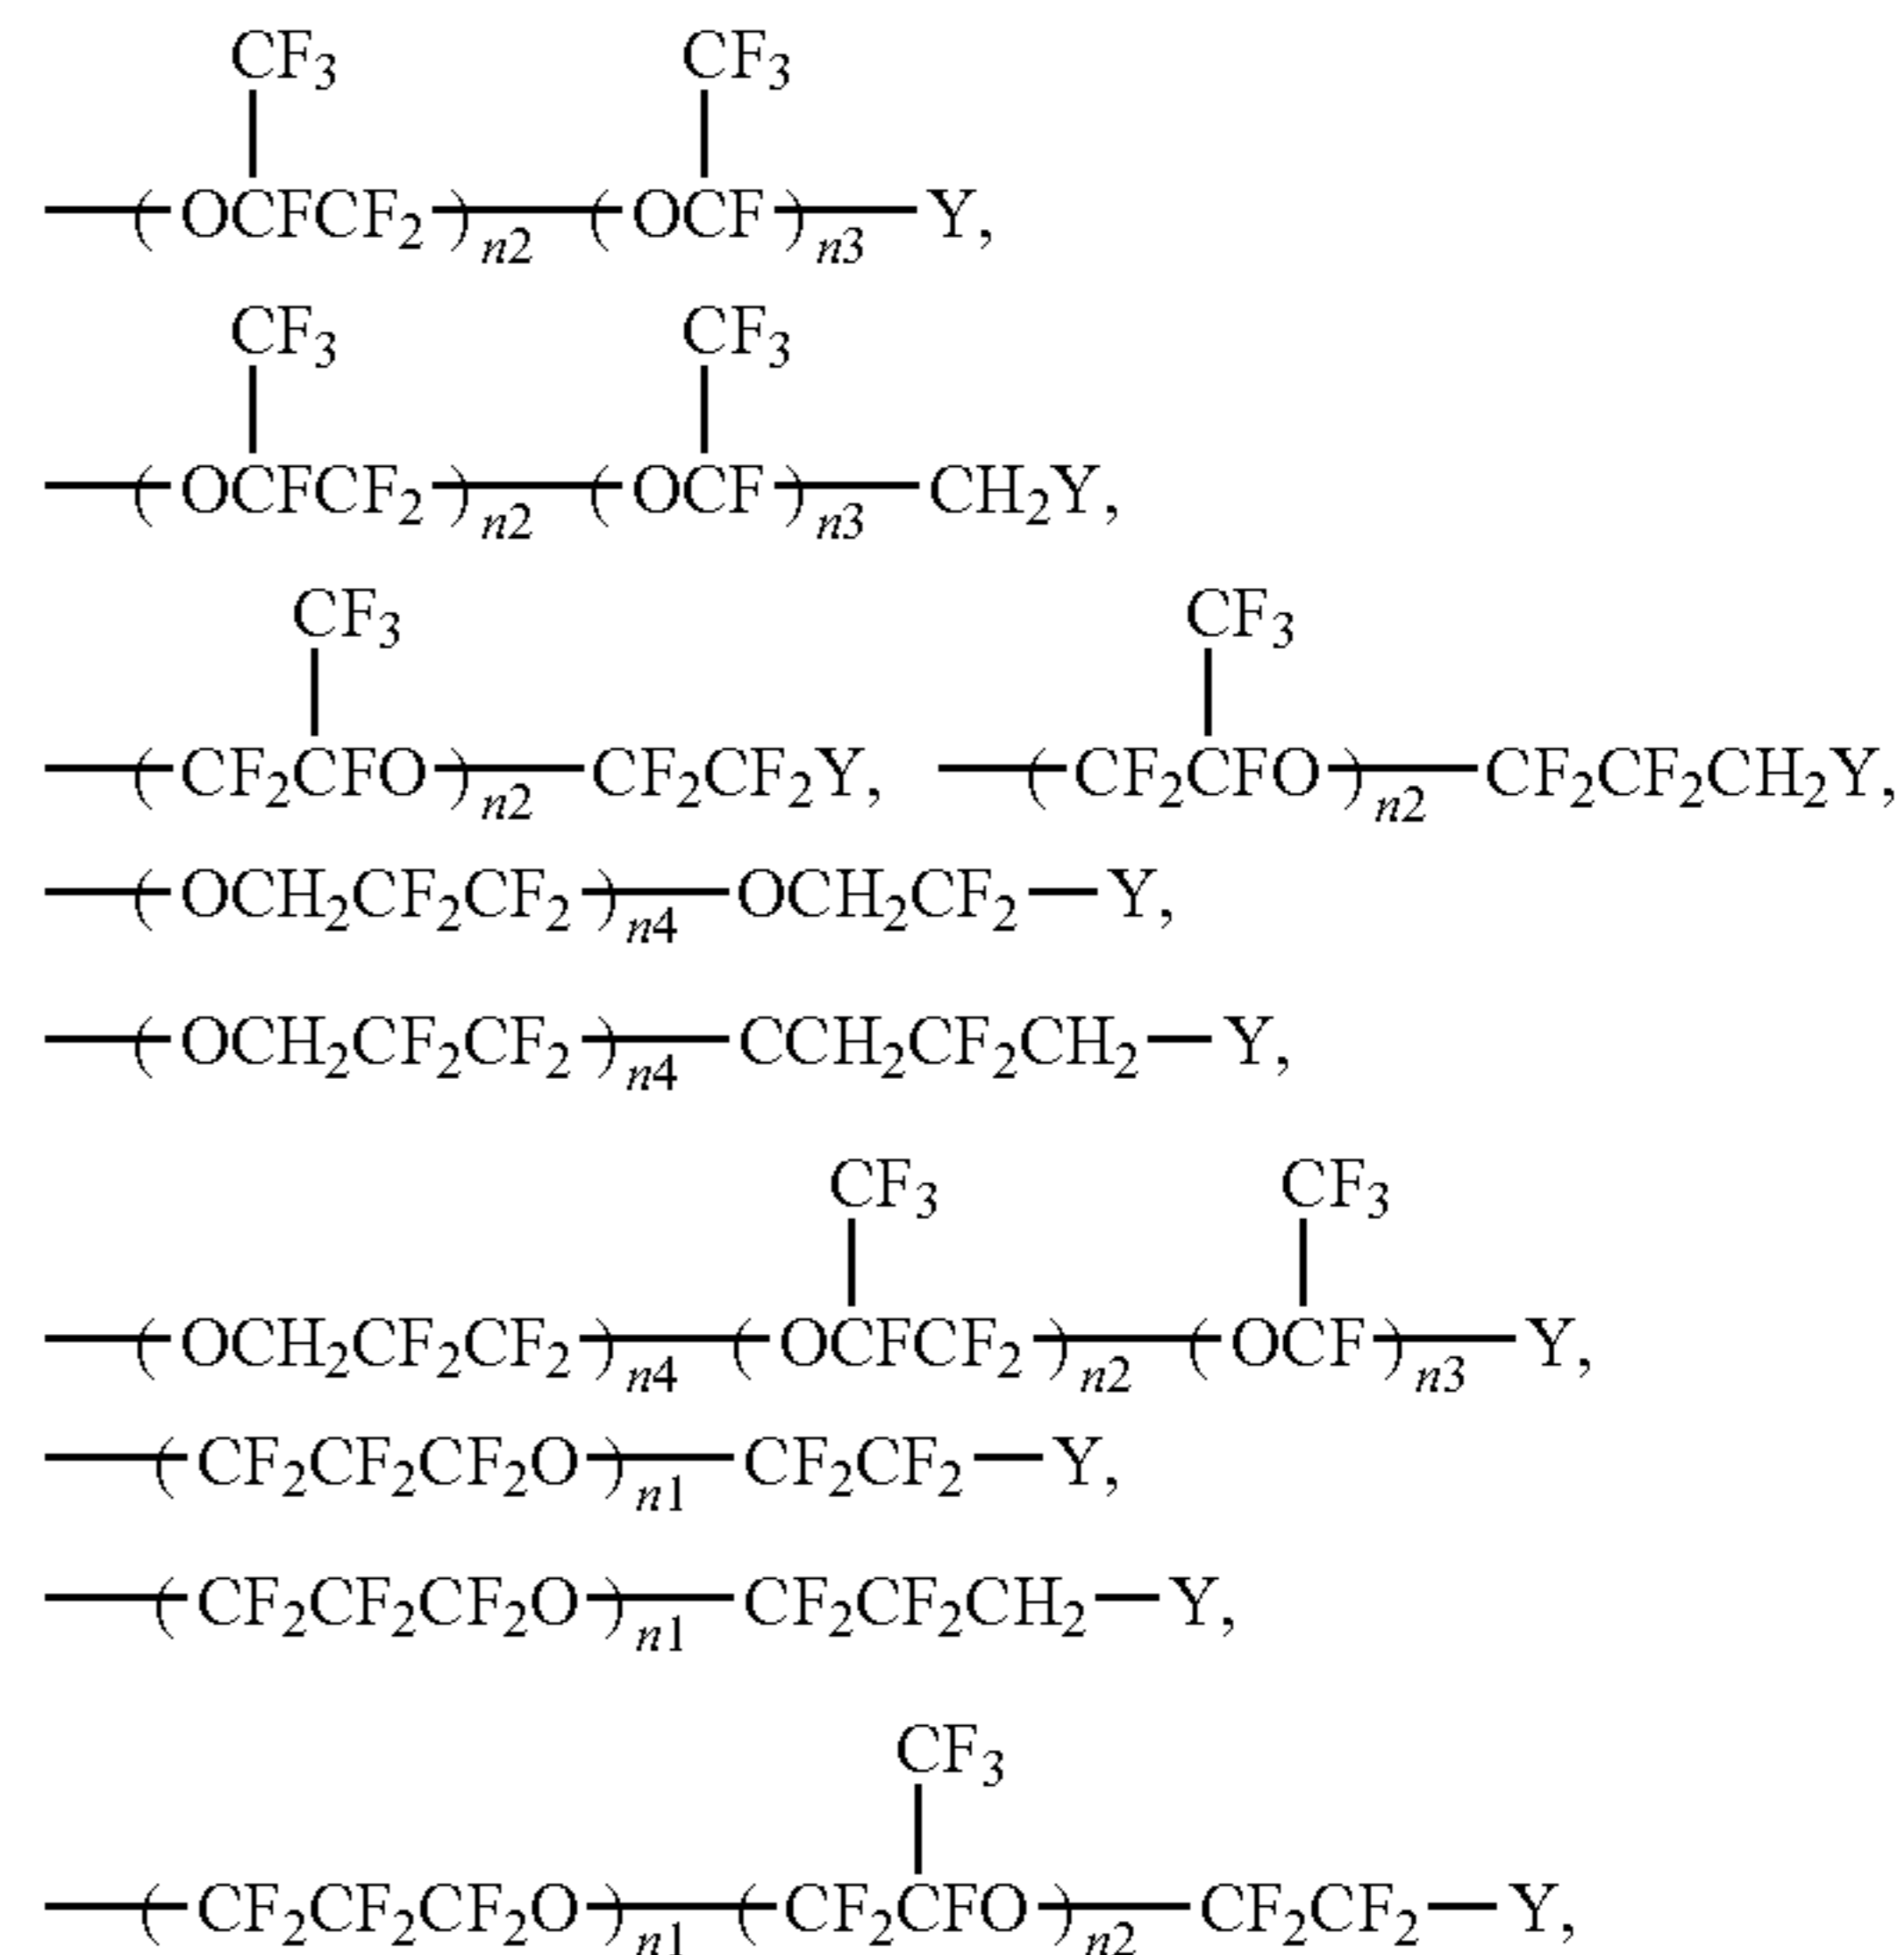 CF3 CF3
—( OCFCF2 )n2—( OCF )n3—Y,
CF3 CF3
—( OCFCF2 )n2—( OCF )n3—CH2Y,
CF3 CF3
—( CF2CFO )n2—CF2CF2Y, —( CF2CFO )n2—CF2CF2CH2Y,
—( OCH2CF2CF2 )n4—OCH2CF2—Y,
—( OCH2CF2CF2 )n4—CCH2CF2CH2—Y,
CF3 CF3
—( OCH2CF2CF2 )n4—( OCFCF2 )n2—( OCF )n3—Y,
—( CF2CF2CF2O )n1—CF2CF2—Y,
—( CF2CF2CF2O )n1—CF2CF2CH2—Y,
CF3
—( CF2CF2CF2O )n1—( CF2CFO )n2—CF2CF2—Y,